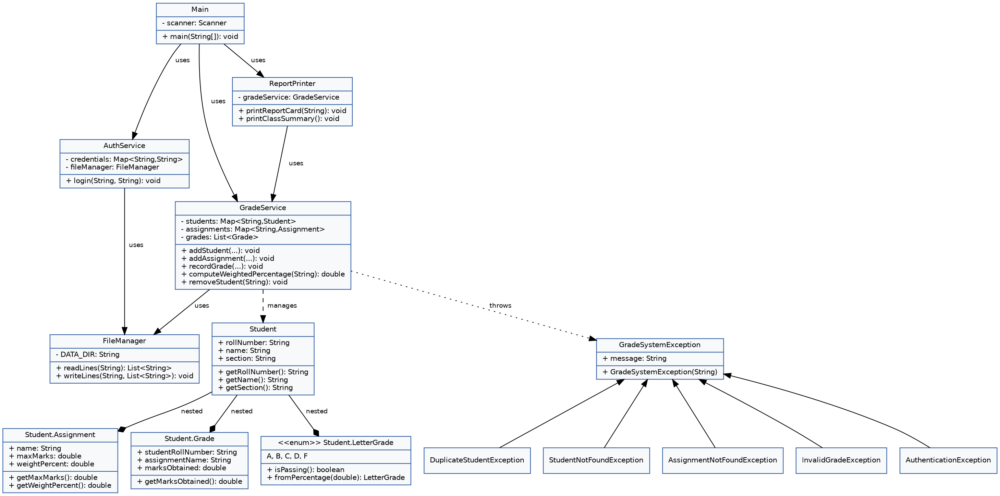 Main
- scanner: Scanner
+ main(String[]): void
uses
uses
uses
ReportPrinter
- gradeService: GradeService
+ printReportCard(String): void
+ printClassSummary(): void
AuthService
- credentials: Map<String,String>
- fileManager: FileManager
+ login(String, String): void
uses
GradeService
- students: Map<String,Student>
- assignments: Map<String,Assignment>
- grades: List<Grade>
+ addStudent(...): void
+ addAssignment(...): void
+ recordGrade(...): void
+ computeWeightedPercentage(String): double
+ removeStudent(String): void
uses
uses
manages
throws
FileManager
- DATA_DIR: String
+ readLines(String): List<String>
+ writeLines(String, List<String>): void
Student
+ rollNumber: String
+ name: String
+ section: String
+ getRollNumber(): String
+ getName(): String
+ getSection(): String
GradeSystemException
+ message: String
+ GradeSystemException(String)
nested
nested
nested
Student.Assignment
+ name: String
+ maxMarks: double
+ weightPercent: double
+ getMaxMarks(): double
+ getWeightPercent(): double
Student.Grade
+ studentRollNumber: String
+ assignmentName: String
+ marksObtained: double
+ getMarksObtained(): double
<<enum>> Student.LetterGrade
A, B, C, D, F
+ isPassing(): boolean
+ fromPercentage(double): LetterGrade
DuplicateStudentException
StudentNotFoundException
AssignmentNotFoundException
InvalidGradeException
AuthenticationException